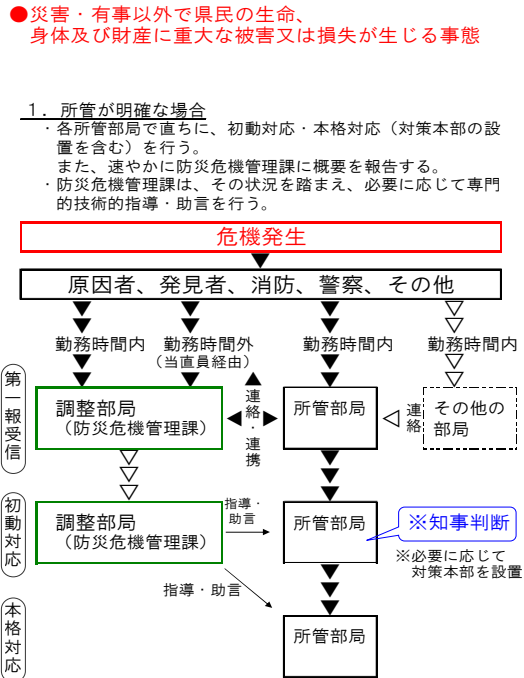 ●災害・有事以外で県民の生命、
身体及び財産に重大な被害又は損失が生じる事態
１．所管が明確な場合
・各所管部局で直ちに、初動対応・本格対応（対策本部の設
置を含む）を行う。
また、速やかに防災危機管理課に概要を報告する。
・防災危機管理課は、その状況を踏まえ、必要に応じて専門
的技術的指導・助言を行う。
危機発生
原因者、発見者、消防、警察、その他
勤務時間内
勤務時間外
（当直員経由）
勤務時間内
勤務時間内
第一報受信
調整部局
（防災危機管理課）
連絡・連携
所管部局
連絡
その他の
部局
初動対応
調整部局
（防災危機管理課）
指導・
助言
所管部局
※知事判断
※必要に応じて
対策本部を設置
指導・助言
本格対応
所管部局